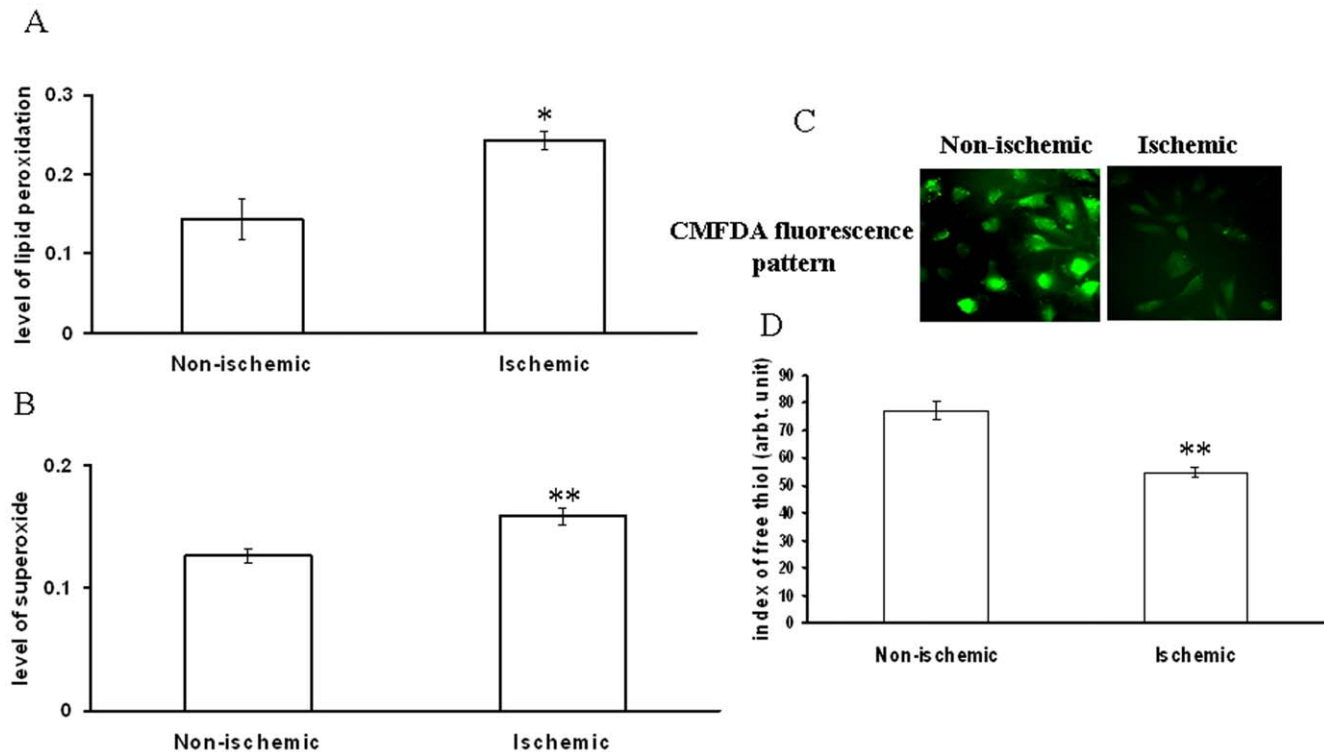 A
level of lipid peroxidation
0.3
0.2
0.1
0
*
Non-ischemic Ischemic
B
level of superoxide
0.2
0.1
0
**
Non-ischemic Ischemic
C
Non-ischemic Ischemic
CMFDA fluorescence
pattern
D
index of free thiol (arbt. unit)
90
80
70
60
50
40
30
20
10
0
**
Non-ischemic Ischemic